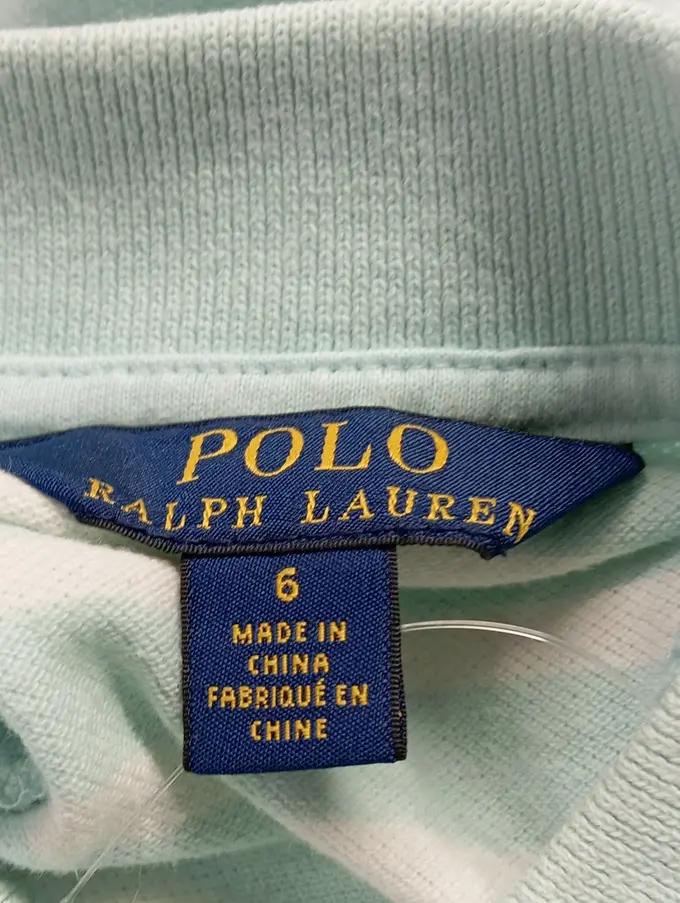 POLO
RALPH LAUREN
6
MADE IN
CHINA
FABRIQUÉ EN
CHINE